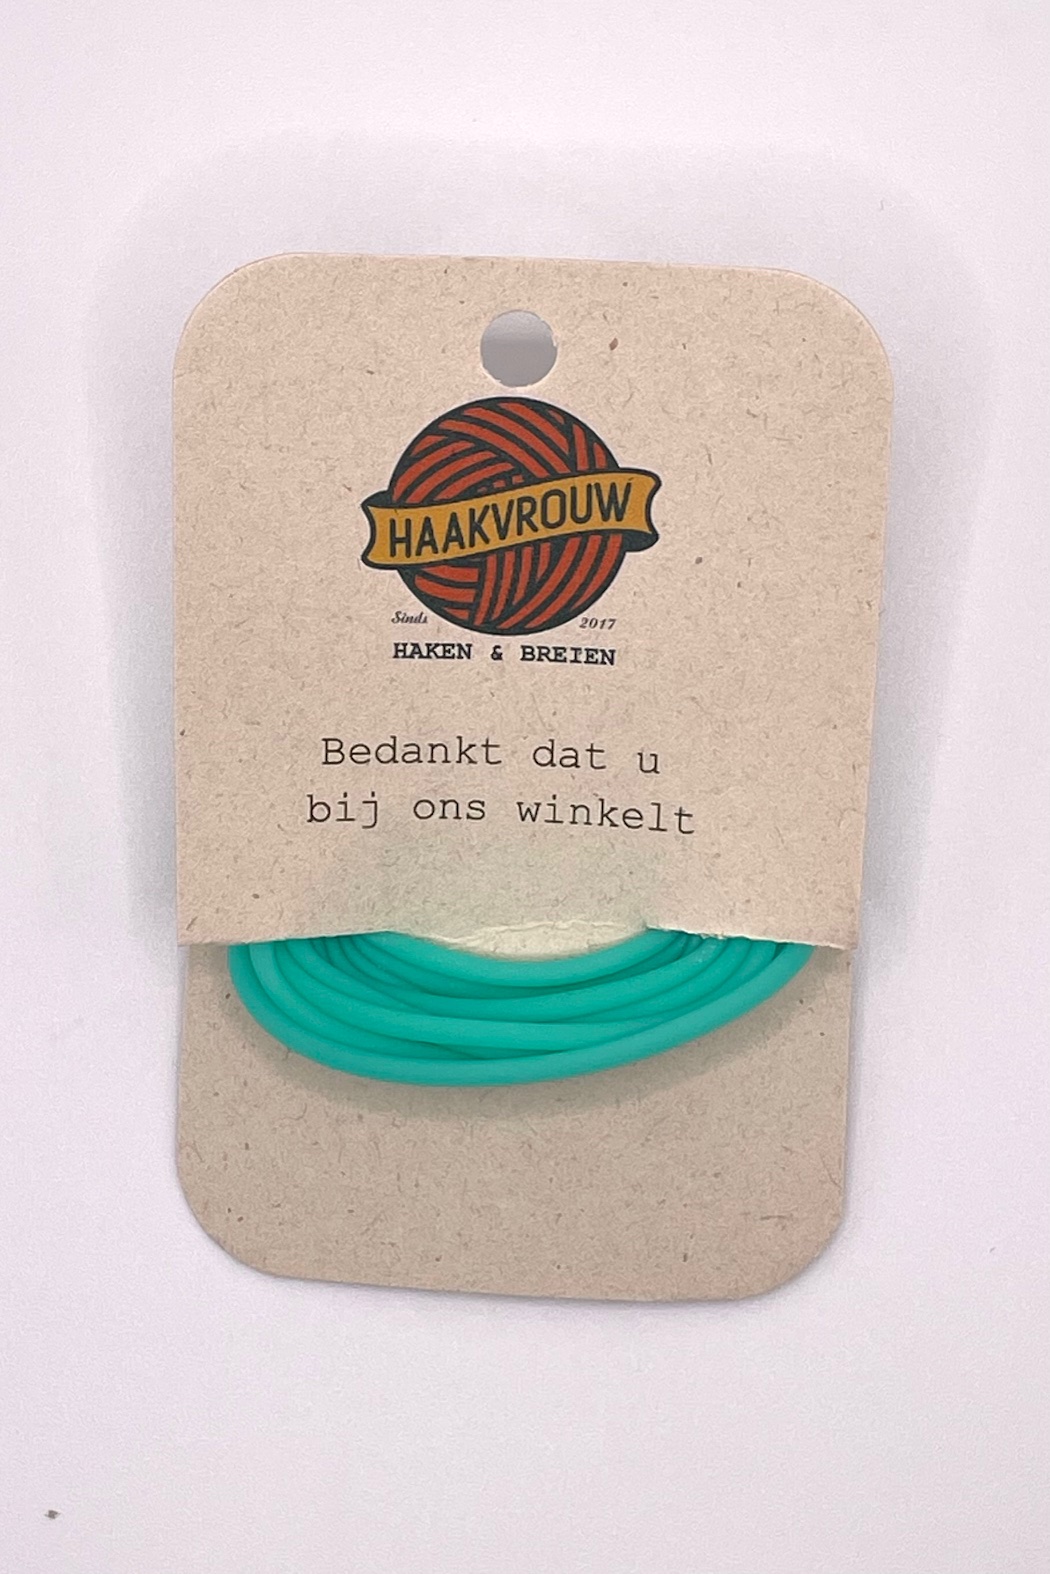 HAAKVROUW
Sinds 2017
HAKEN & BREIEN
Bedankt dat u
bij ons winkelt